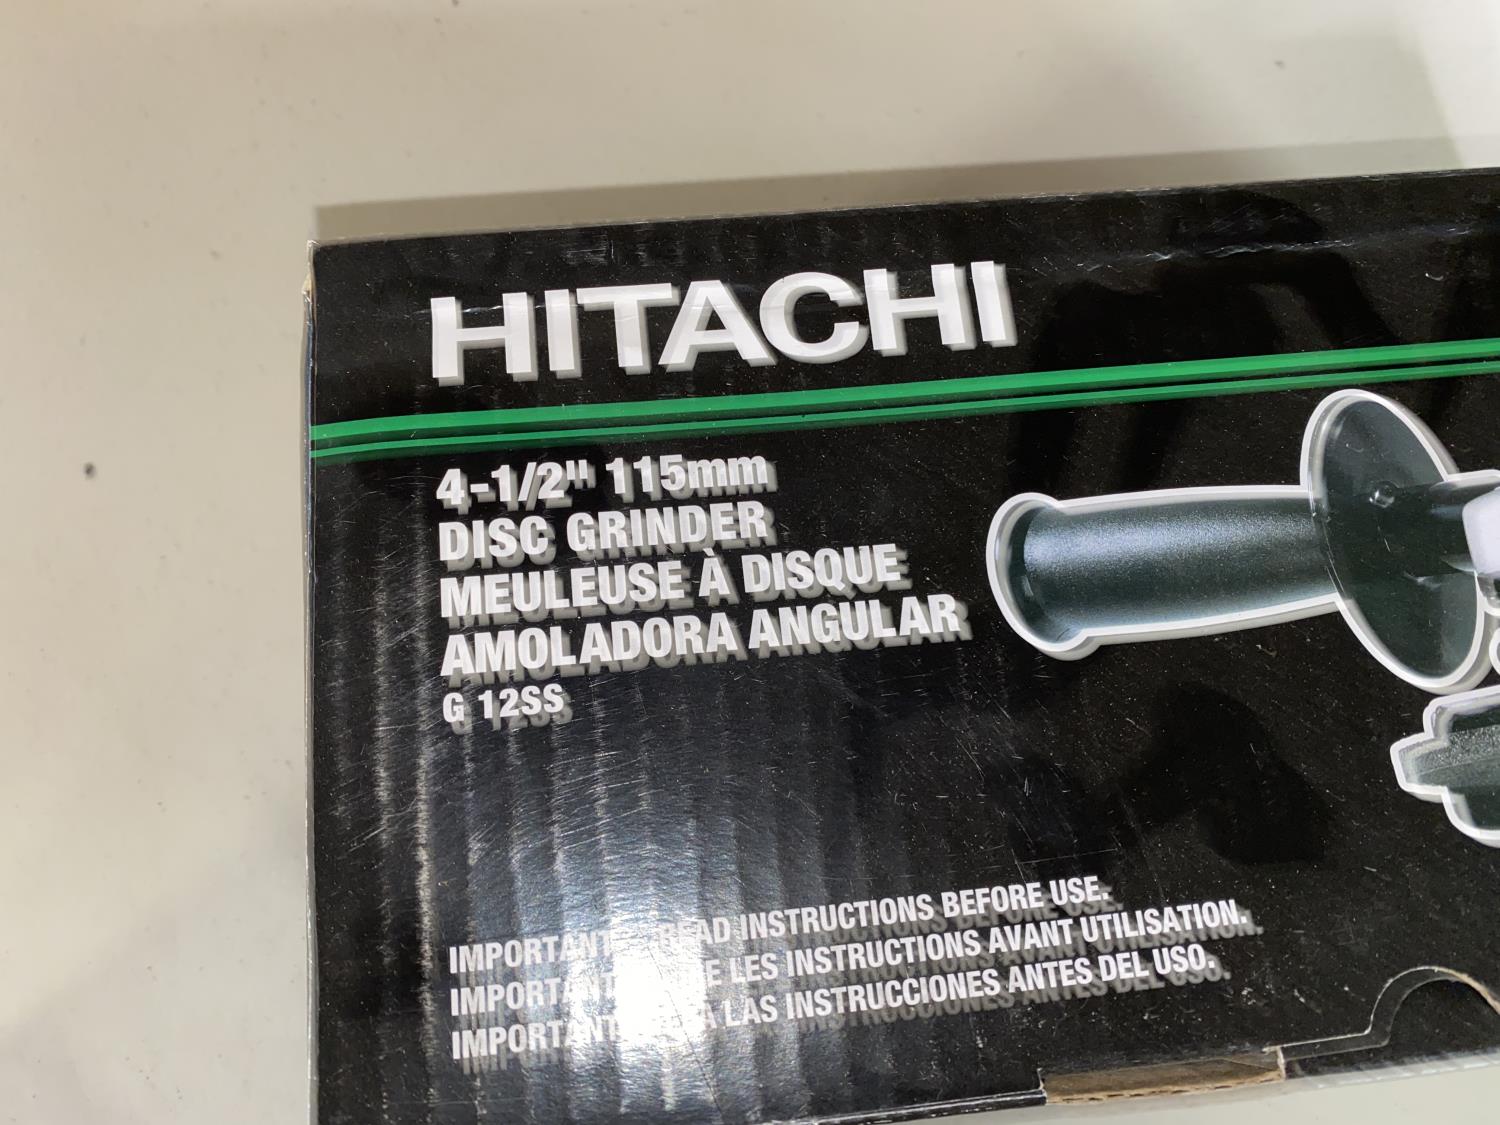 HITACHI
4-1/2" 115mm
DISC GRINDER
MEULEUSE À DISQUE
AMOLADORA ANGULAR
G 12SS
IMPORTANT READ INSTRUCTIONS BEFORE USE.
LES INSTRUCTIONS AVANT UTILISATION.
LAS INSTRUCCIONES ANTES DEL USO.